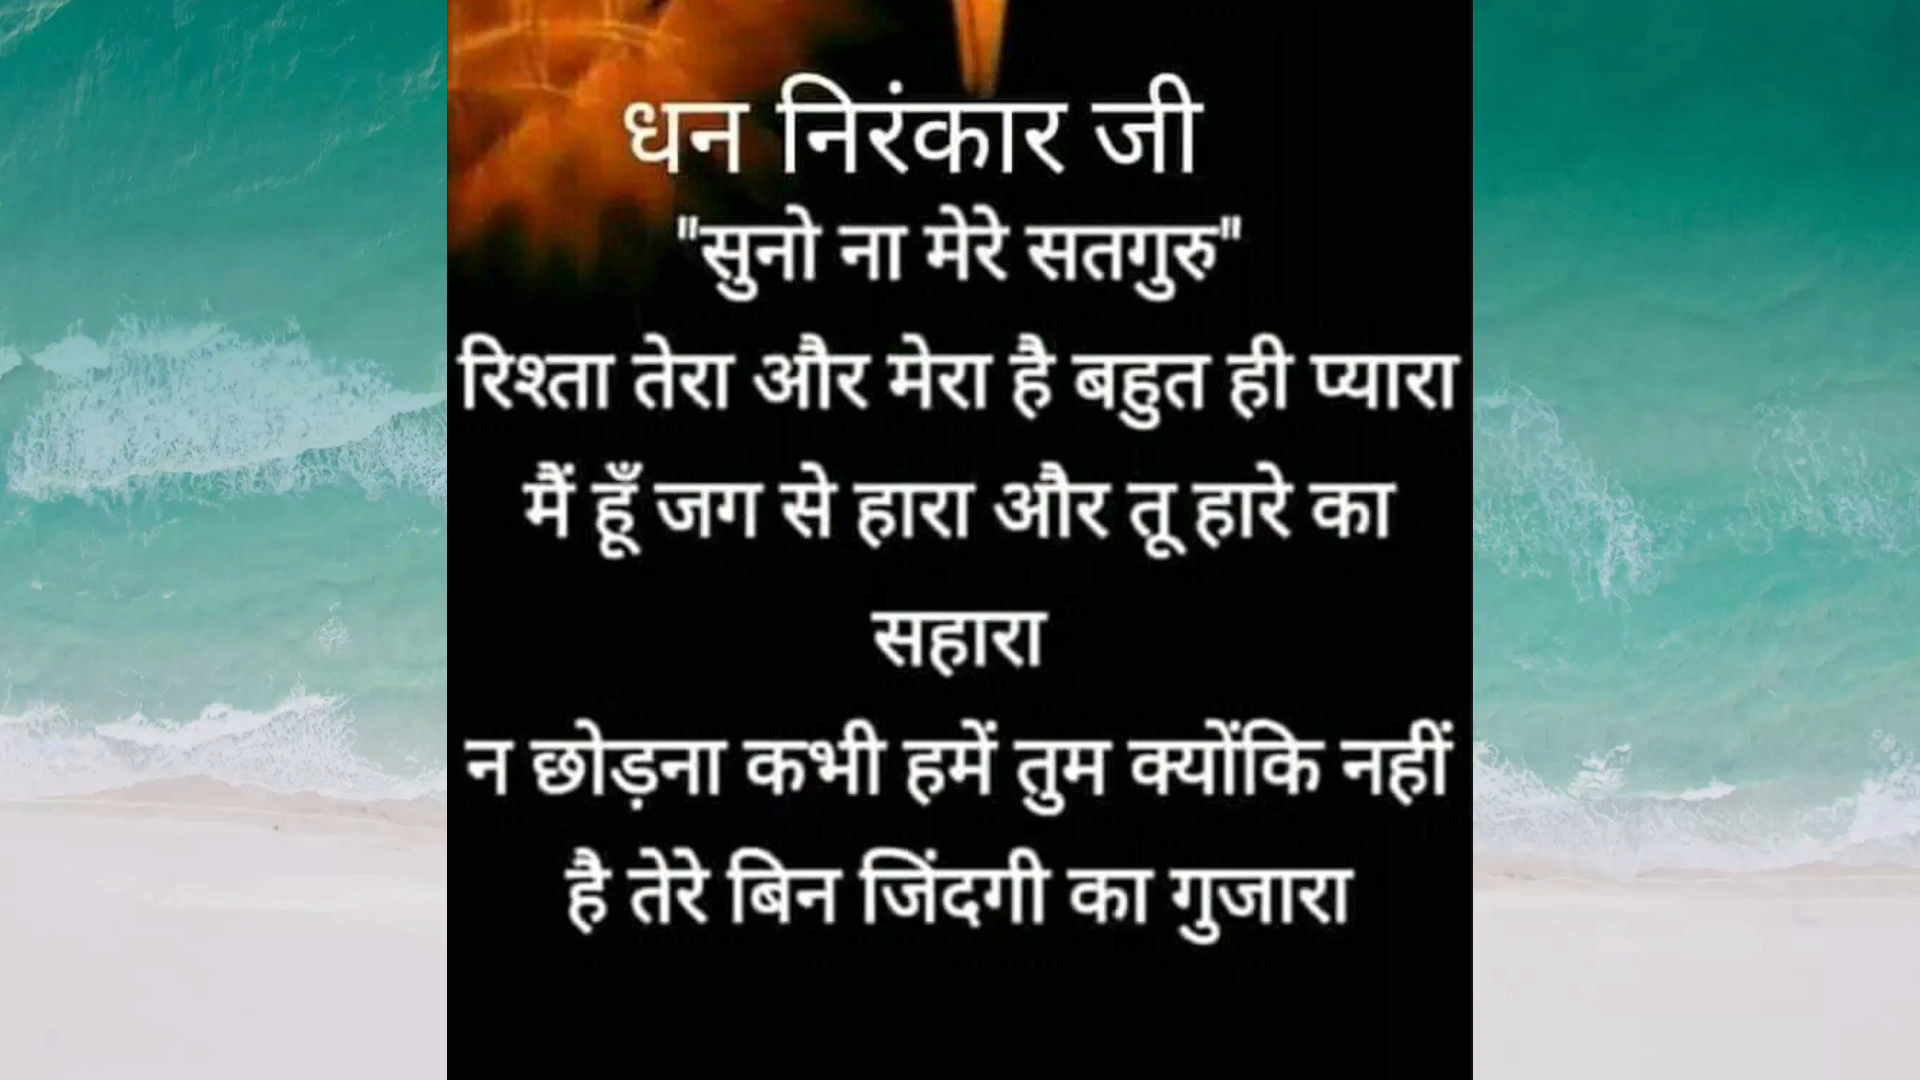 धन निरंकार जी
"सुनो ना मेरे सतगुरु"
रिश्ता तेरा और मेरा है बहुत ही प्यारा
मैं हूँ जग से हारा और तू हारे का
सहारा
न छोड़ना कभी हमें तुम क्योंकि नहीं
है तेरे बिन जिंदगी का गुजारा